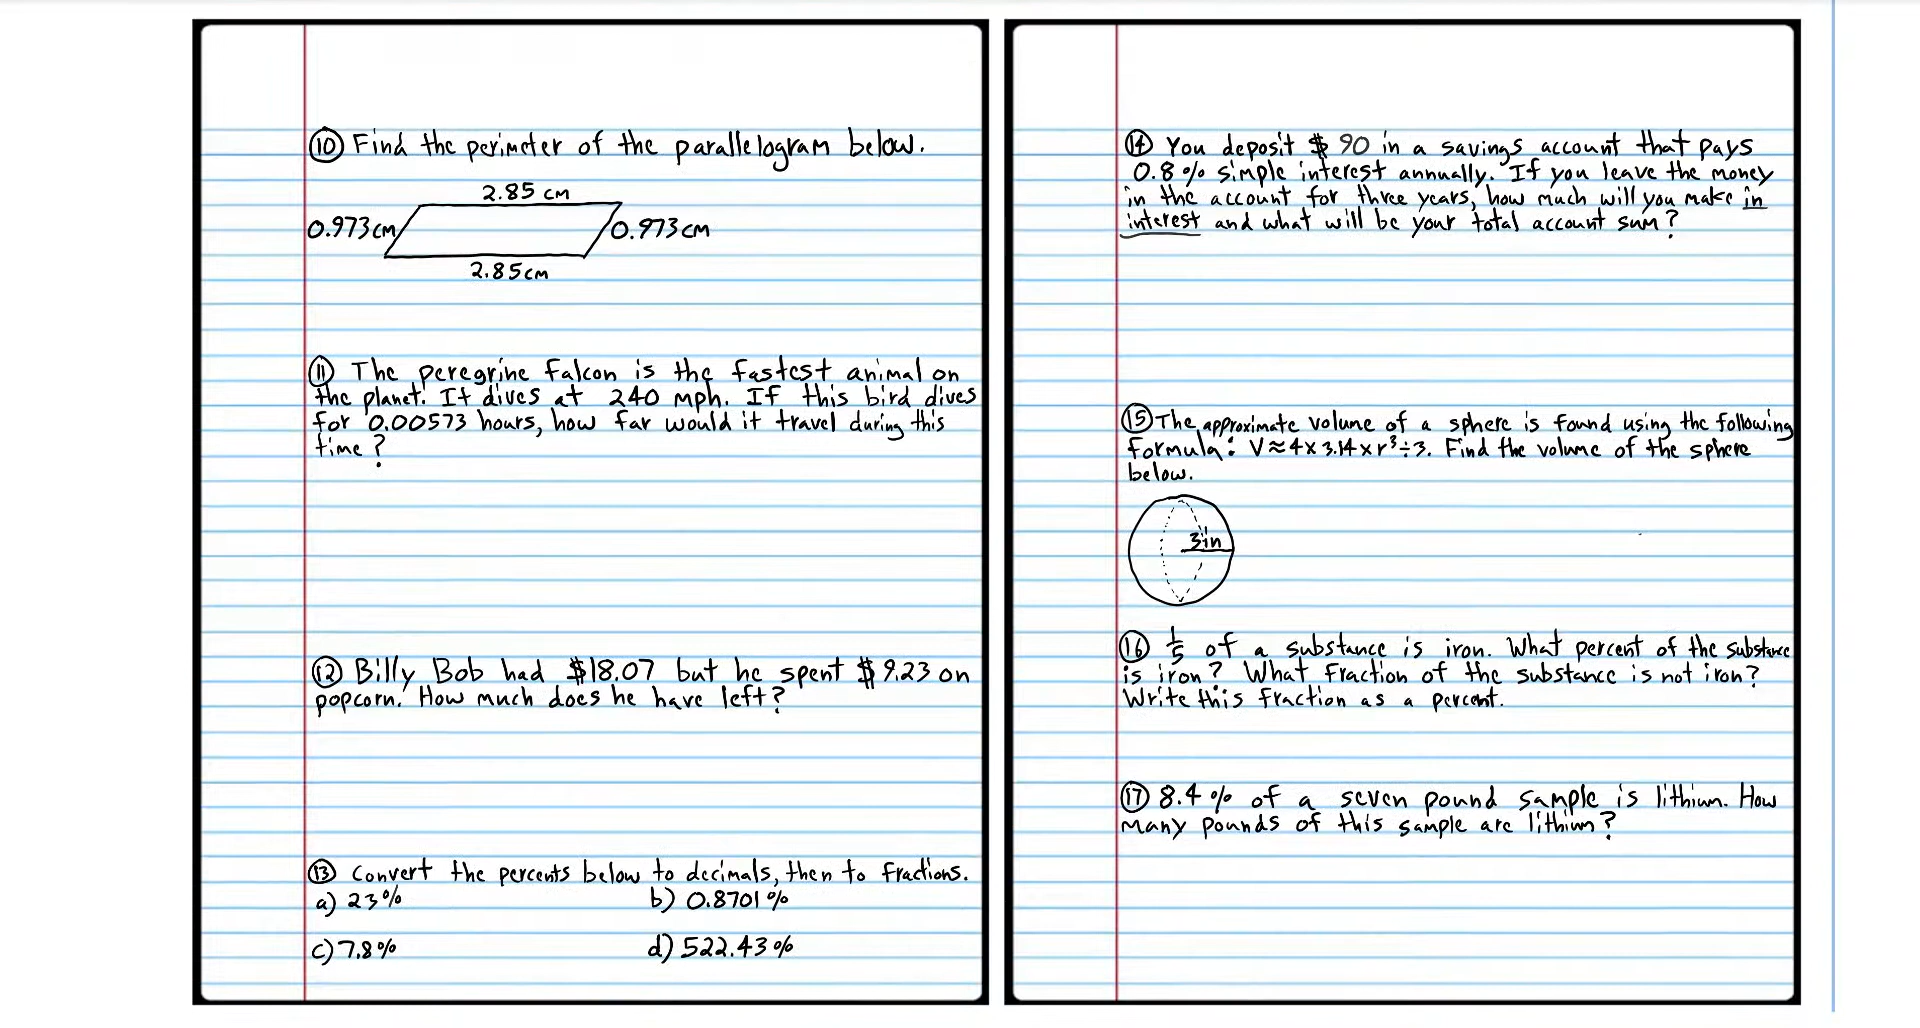 ⑩ Find the perimeter of the parallelogram below.
2.85 cm
0.973cm
0.973cm
2.85cm
⑪ The peregrine falcon is the fastest animal on
the planet. It dives at 240 mph. If this bird dives
for 0.00573 hours, how far would it travel during this
time?
⑫ Billy Bob had $18.07 but he spent $9.23 on
popcorn. How much does he have left?
⑬ Convert the percents below to decimals, then to fractions.
a) 23% b) 0.8701%
c) 7.8% d) 522.43%
⑭ You deposit $90 in a savings account that pays
0.8% simple interest annually. If you leave the money
in the account for three years, how much will you make in
interest and what will be your total account sum?
⑮ The approximate volume of a sphere is found using the following
formula: V≈4x3.14xr³÷3. Find the volume of the sphere
below.
3in
⑯ 1/5 of a substance is iron. What percent of the substance
is iron? What fraction of the substance is not iron?
Write this fraction as a percent.
⑰ 8.4% of a seven pound sample is lithium. How
many pounds of this sample are lithium?